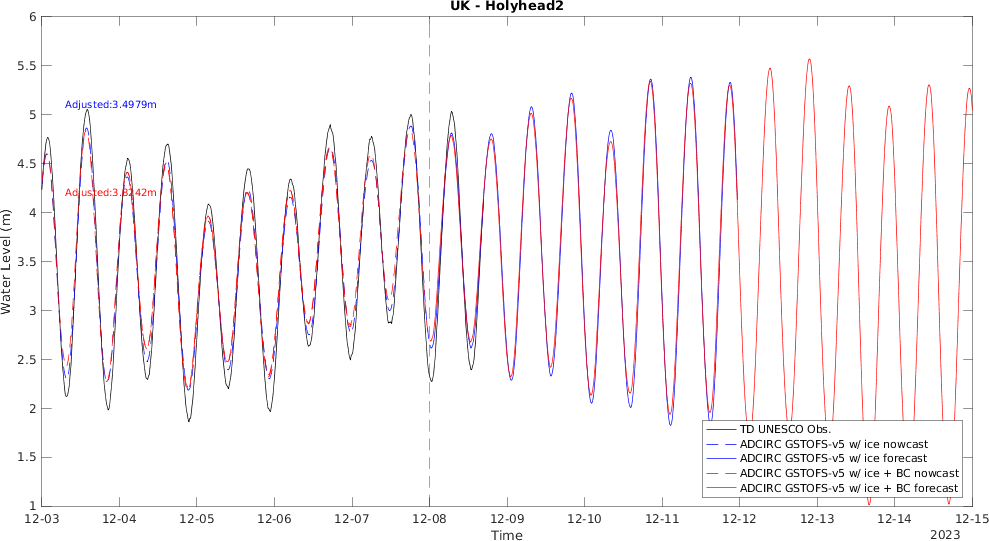 UK - Holyhead2
6
5.5
5
4.5
4
3.5
3
2.5
2
1.5
1
Water Level (m)
Adjusted:3.4979m
Adjusted:3.8242m
TD UNESCO Obs.
ADCIRC GSTOFS-v5 w/ ice nowcast
ADCIRC GSTOFS-v5 w/ ice forecast
ADCIRC GSTOFS-v5 w/ ice + BC nowcast
ADCIRC GSTOFS-v5 w/ ice + BC forecast
12-03 12-04 12-05 12-06 12-07 12-08 12-09 12-10 12-11 12-12 12-13 12-14 12-15
Time
2023